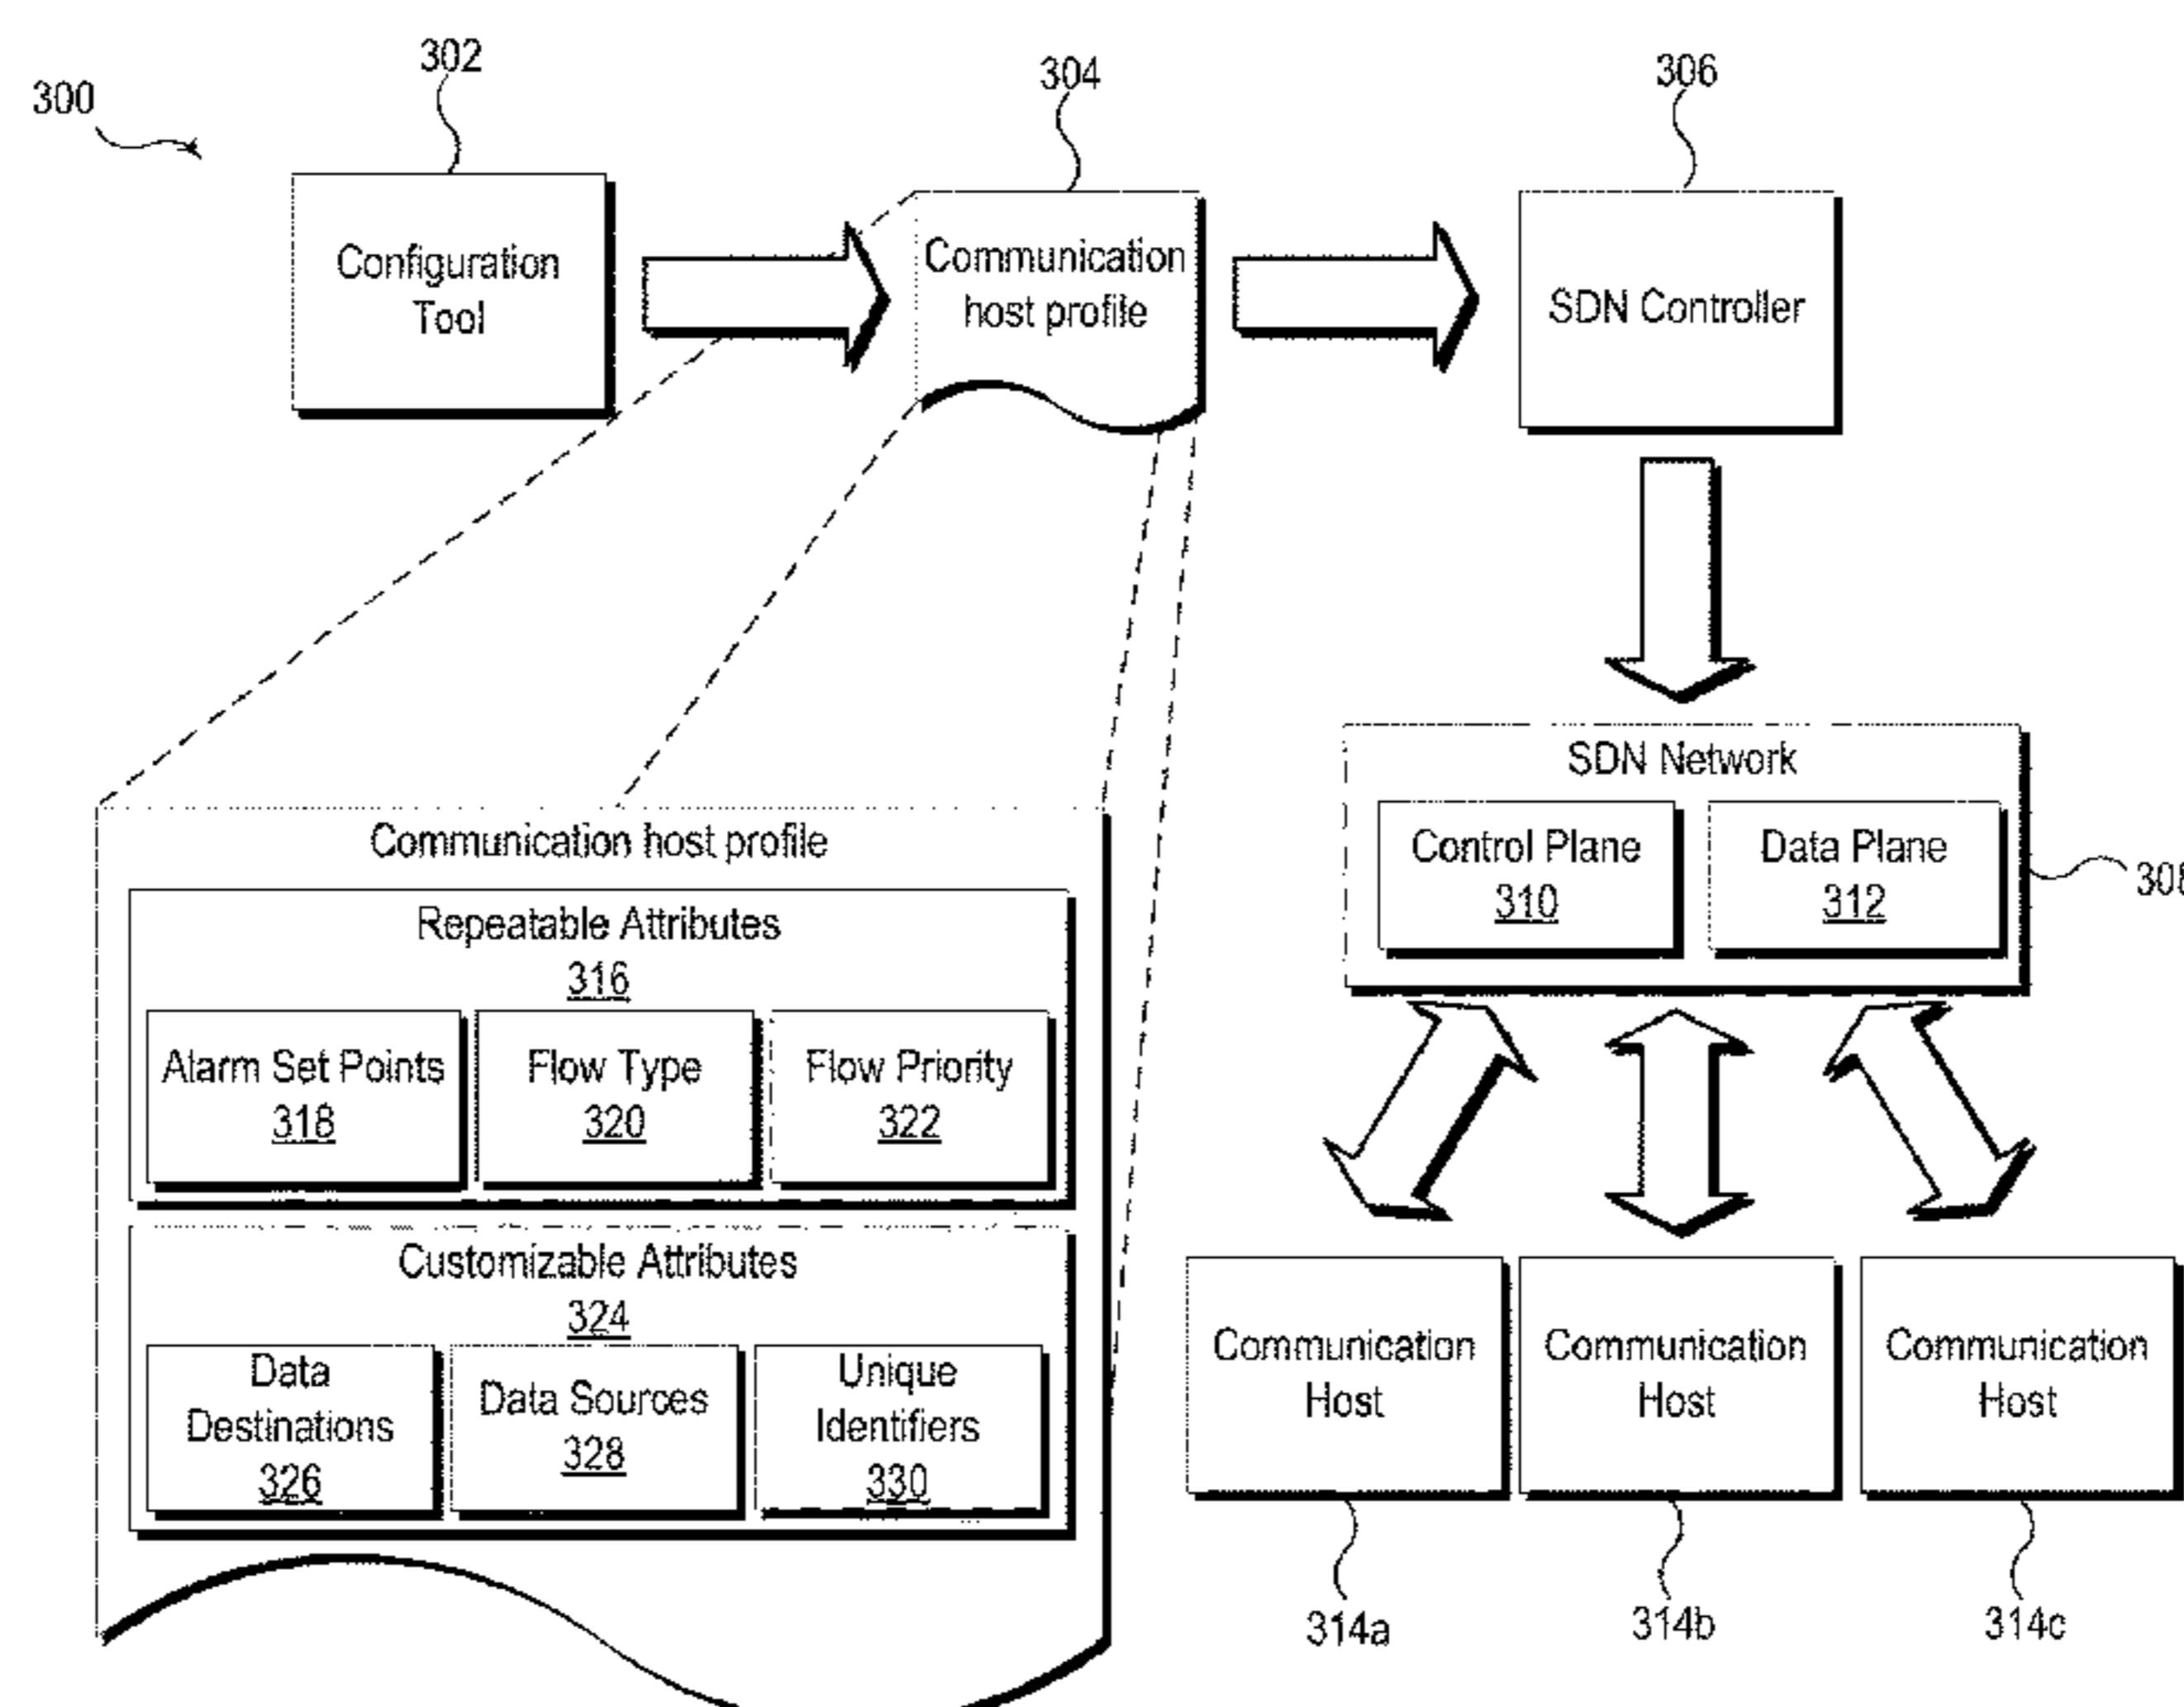 300
302
304
306
Configuration
Tool
Communication
host profile
SDN Controller
SDN Network
Control Plane
310
Data Plane
312
Communication host profile
Repeatable Attributes
316
Alarm Set Points
318
Flow Type
320
Flow Priority
322
Customizable Attributes
324
Data
Destinations
326
Data Sources
328
Unique
Identifiers
330
Communication
Host
Communication
Host
Communication
Host
314a
314b
314c